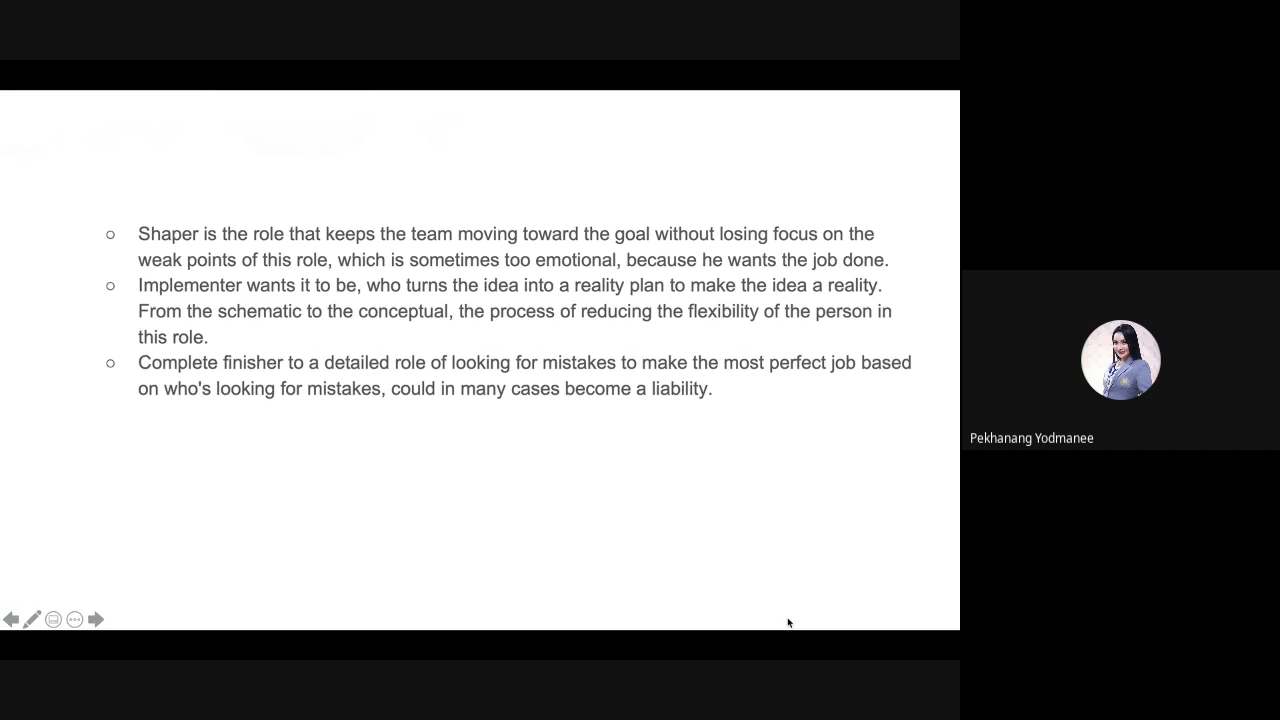 ○ Shaper is the role that keeps the team moving toward the goal without losing focus on the
weak points of this role, which is sometimes too emotional, because he wants the job done.
○ Implementer wants it to be, who turns the idea into a reality plan to make the idea a reality.
From the schematic to the conceptual, the process of reducing the flexibility of the person in
this role.
○ Complete finisher to a detailed role of looking for mistakes to make the most perfect job based
on who's looking for mistakes, could in many cases become a liability.
Pekhanang Yodmanee